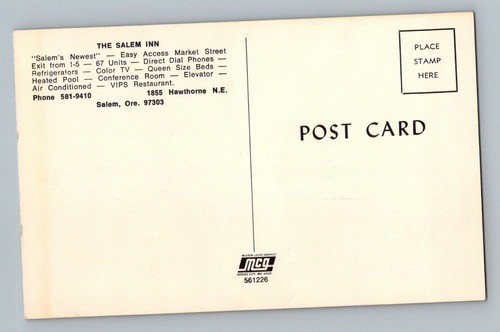 THE SALEM INN
"Salem's Newest" — Easy Access Market Street
Exit from I-5 — 67 Units — Direct Dial Phones —
Refrigerators — Color TV — Queen Size Beds —
Heated Pool — Conference Room — Elevator —
Air Conditioned — VIPS Restaurant.
Phone 581-9410 1855 Hawthorne N.E.
Salem, Ore. 97303
PLACE
STAMP
HERE
POST CARD
MCG
561226